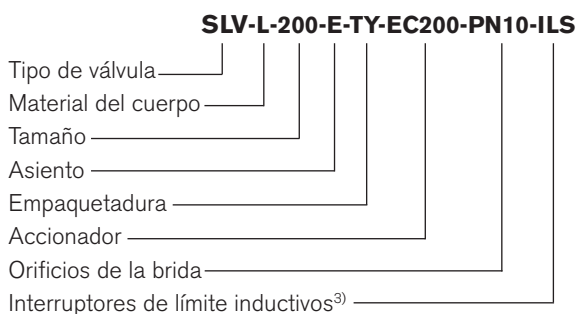 SLV-L-200-E-TY-EC200-PN10-ILS
Tipo de válvula
Material del cuerpo
Tamaño
Asiento
Empaquetadura
Accionador
Orificios de la brida
Interruptores de límite inductivos3)